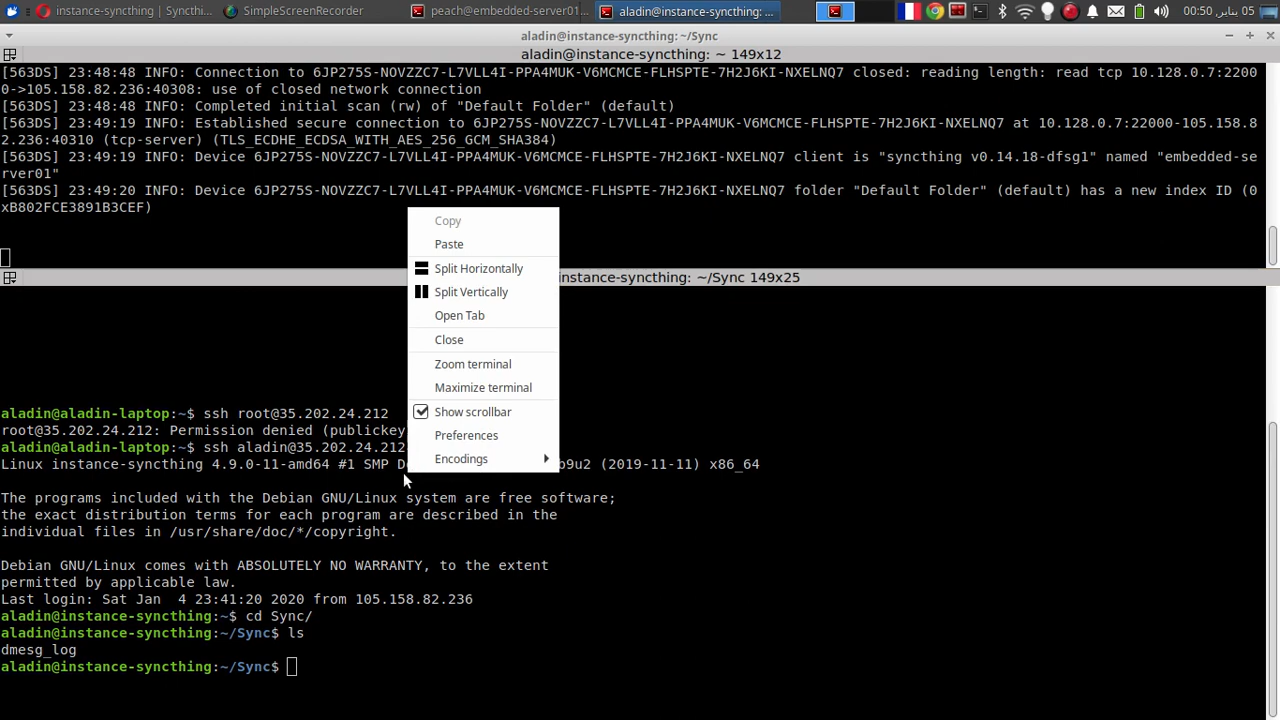 instance-syncthing | Syncthi...
SimpleScreenRecorder
peach@embedded-server01...
aladin@instance-syncthing: ...
05 يناير, 00:50
aladin@instance-syncthing: ~/Sync
aladin@instance-syncthing: ~ 149x12
[563DS] 23:48:48 INFO: Connection to 6JP275S-NOVZZC7-L7VLL4I-PPA4MUK-V6MCMCE-FLHSPTE-7H2J6KI-NXELNQ7 closed: reading length: read tcp 10.128.0.7:2200
0->105.158.82.236:40308: use of closed network connection
[563DS] 23:48:48 INFO: Completed initial scan (rw) of "Default Folder" (default)
[563DS] 23:49:19 INFO: Established secure connection to 6JP275S-NOVZZC7-L7VLL4I-PPA4MUK-V6MCMCE-FLHSPTE-7H2J6KI-NXELNQ7 at 10.128.0.7:22000-105.158.8
2.236:40310 (tcp-server) (TLS_ECDHE_ECDSA_WITH_AES_256_GCM_SHA384)
[563DS] 23:49:19 INFO: Device 6JP275S-NOVZZC7-L7VLL4I-PPA4MUK-V6MCMCE-FLHSPTE-7H2J6KI-NXELNQ7 client is "syncthing v0.14.18-dfsg1" named "embedded-se
rver01"
[563DS] 23:49:20 INFO: Device 6JP275S-NOVZZC7-L7VLL4I-PPA4MUK-V6MCMCE-FLHSPTE-7H2J6KI-NXELNQ7 folder "Default Folder" (default) has a new index ID (0
xB802FCE3891B3CEF)
Copy
Paste
Split Horizontally
Split Vertically
Open Tab
Close
Zoom terminal
Maximize terminal
Show scrollbar
Preferences
Encodings
instance-syncthing: ~/Sync 149x25
aladin@aladin-laptop:~$ ssh root@35.202.24.212
root@35.202.24.212: Permission denied (publickey
aladin@aladin-laptop:~$ ssh aladin@35.202.24.212
Linux instance-syncthing 4.9.0-11-amd64 #1 SMP D b9u2 (2019-11-11) x86_64
The programs included with the Debian GNU/Linux system are free software;
the exact distribution terms for each program are described in the
individual files in /usr/share/doc/*/copyright.
Debian GNU/Linux comes with ABSOLUTELY NO WARRANTY, to the extent
permitted by applicable law.
Last login: Sat Jan  4 23:41:20 2020 from 105.158.82.236
aladin@instance-syncthing:~$ cd Sync/
aladin@instance-syncthing:~/Sync$ ls
dmesg_log
aladin@instance-syncthing:~/Sync$